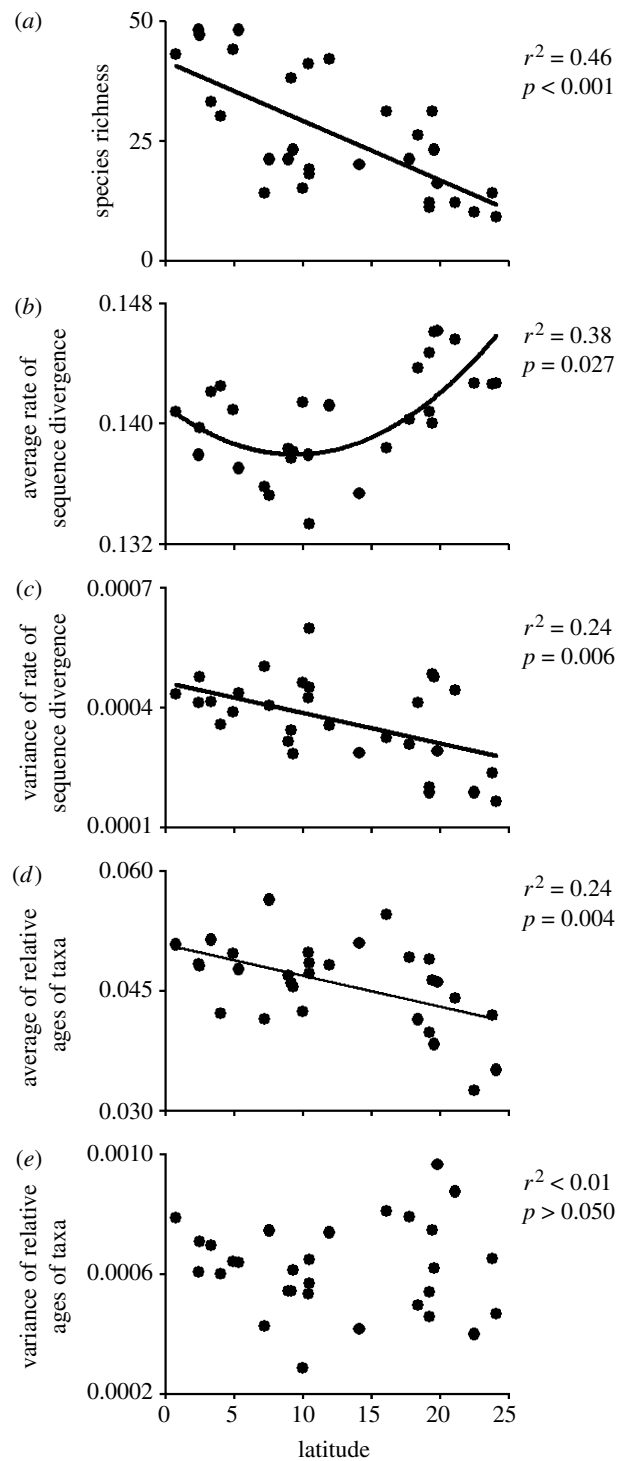 (a)
50
25
0
species richness
r² = 0.46
p < 0.001
(b)
0.148
0.140
0.132
average rate of
sequence divergence
r² = 0.38
p = 0.027
(c)
0.0007
0.0004
0.0001
variance of rate of
sequence divergence
r² = 0.24
p = 0.006
(d)
0.060
0.045
0.030
average of relative
ages of taxa
r² = 0.24
p = 0.004
(e)
0.0010
0.0006
0.0002
variance of relative
ages of taxa
r² < 0.01
p > 0.050
0 5 10 15 20 25
latitude